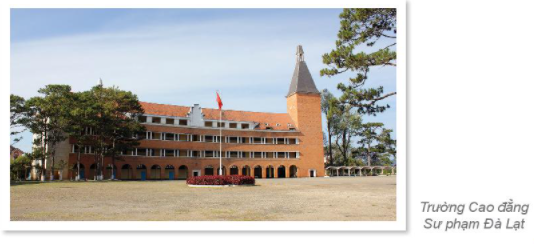 Trường Cao đẳng
Sư phạm Đà Lạt